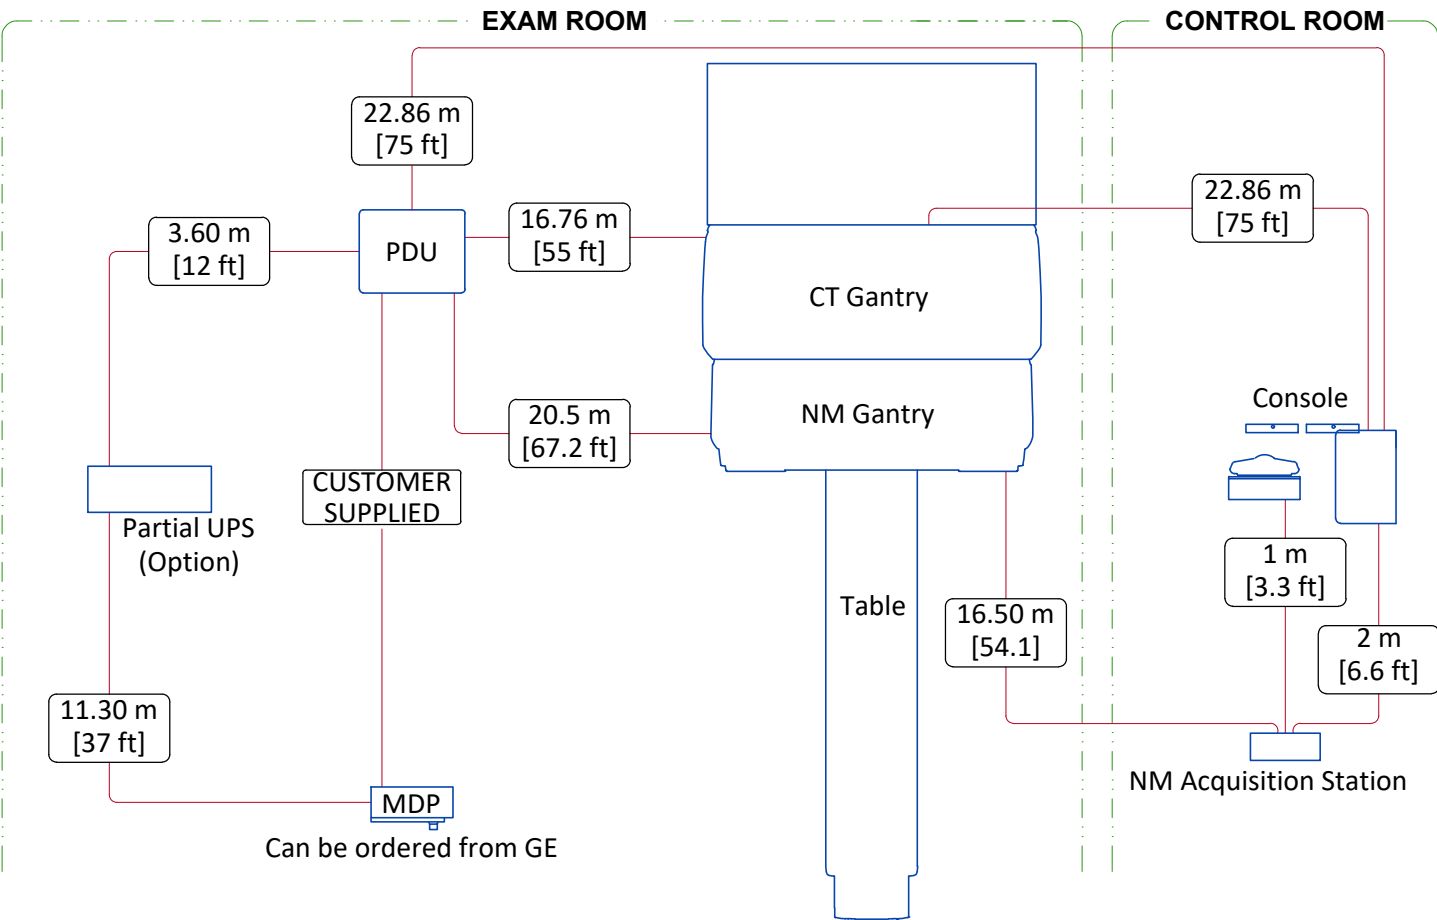 EXAM ROOM
CONTROL ROOM
22.86 m
[75 ft]
3.60 m
[12 ft]
PDU
16.76 m
[55 ft]
22.86 m
[75 ft]
CT Gantry
20.5 m
[67.2 ft]
NM Gantry
Console
CUSTOMER
SUPPLIED
Partial UPS
(Option)
1 m
[3.3 ft]
Table
16.50 m
[54.1]
2 m
[6.6 ft]
11.30 m
[37 ft]
NM Acquisition Station
MDP
Can be ordered from GE